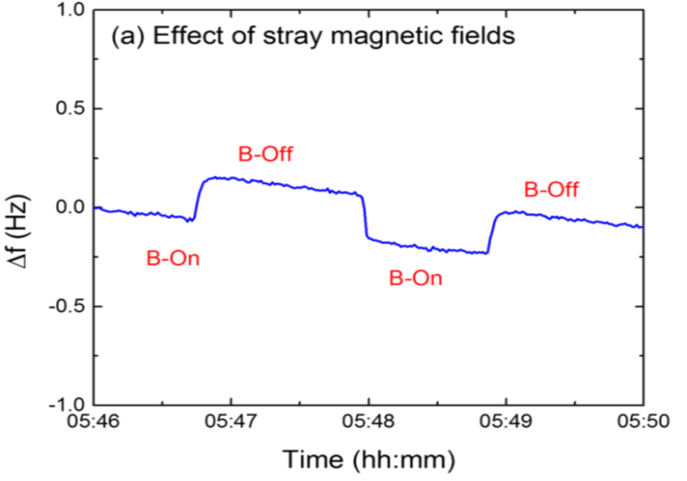 (a) Effect of stray magnetic fields
1.0
0.5
0.0
-0.5
-1.0
Δf (Hz)
B-On
B-Off
B-On
B-Off
05:46 05:47 05:48 05:49 05:50
Time (hh:mm)